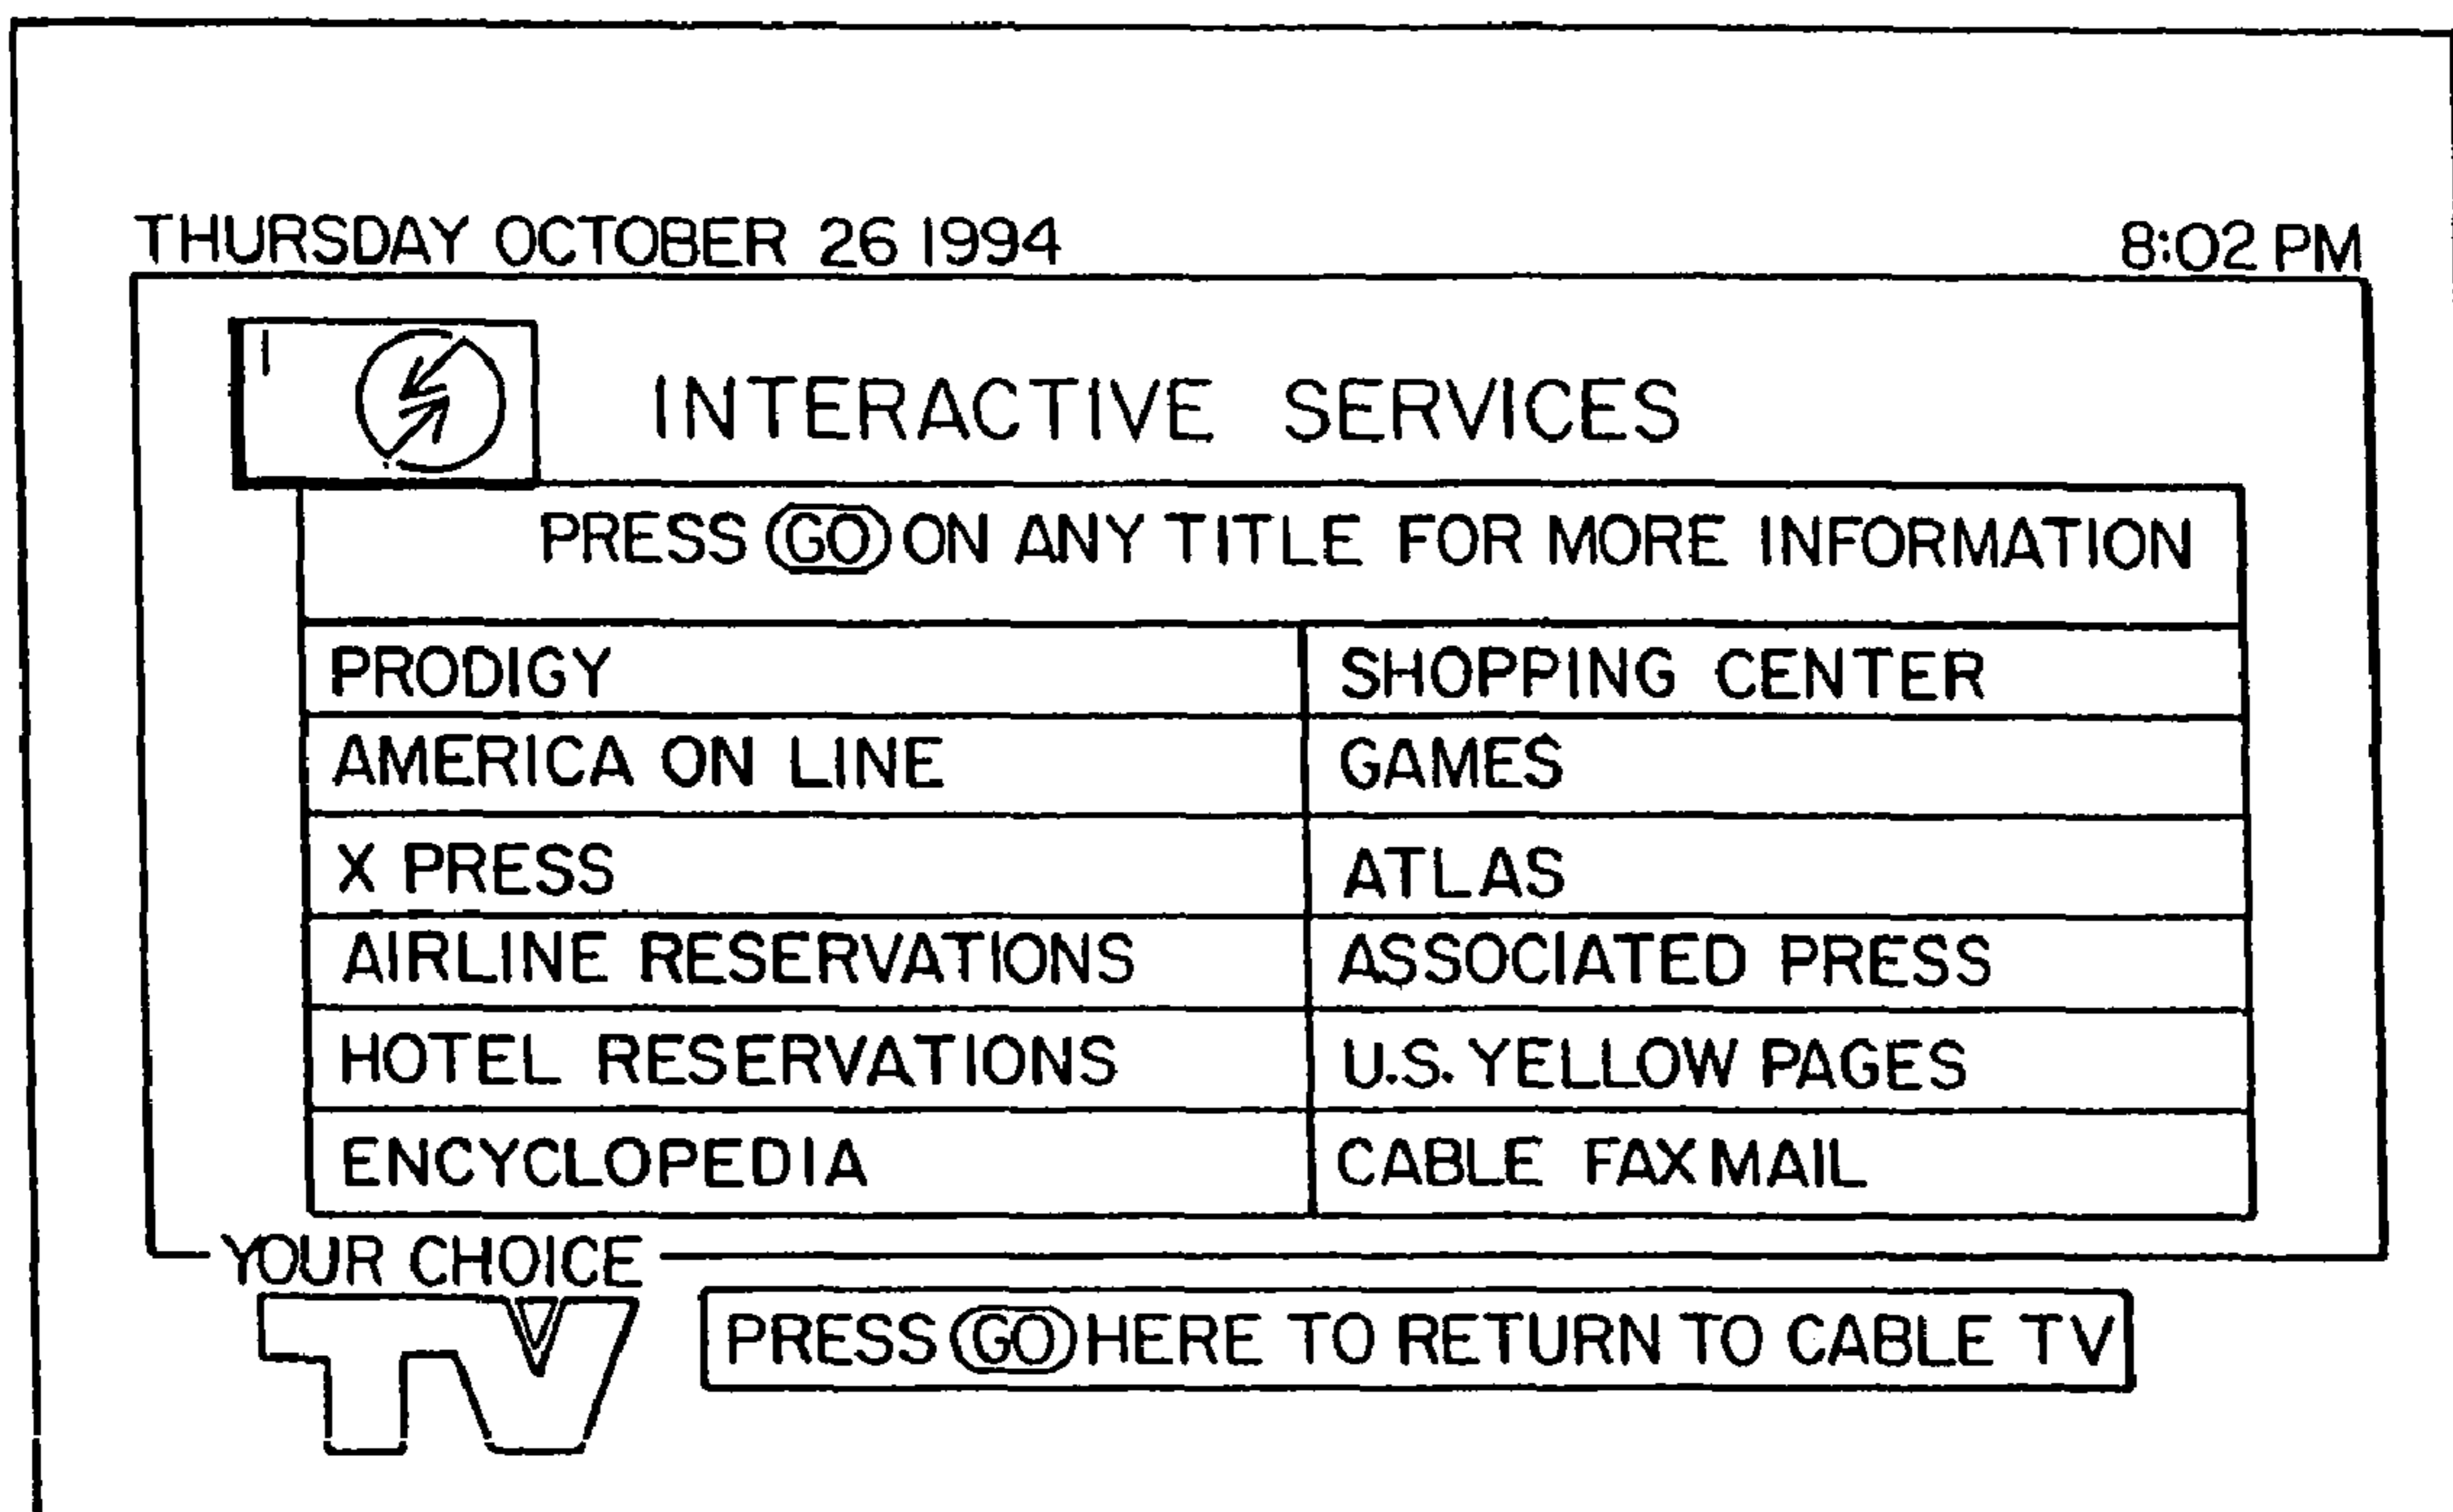 THURSDAY OCTOBER 26 1994 8:02 PM
INTERACTIVE SERVICES
PRESS GO ON ANY TITLE FOR MORE INFORMATION
PRODIGY SHOPPING CENTER
AMERICA ON LINE GAMES
X PRESS ATLAS
AIRLINE RESERVATIONS ASSOCIATED PRESS
HOTEL RESERVATIONS U.S. YELLOW PAGES
ENCYCLOPEDIA CABLE FAX MAIL
YOUR CHOICE
TV
PRESS GO HERE TO RETURN TO CABLE TV